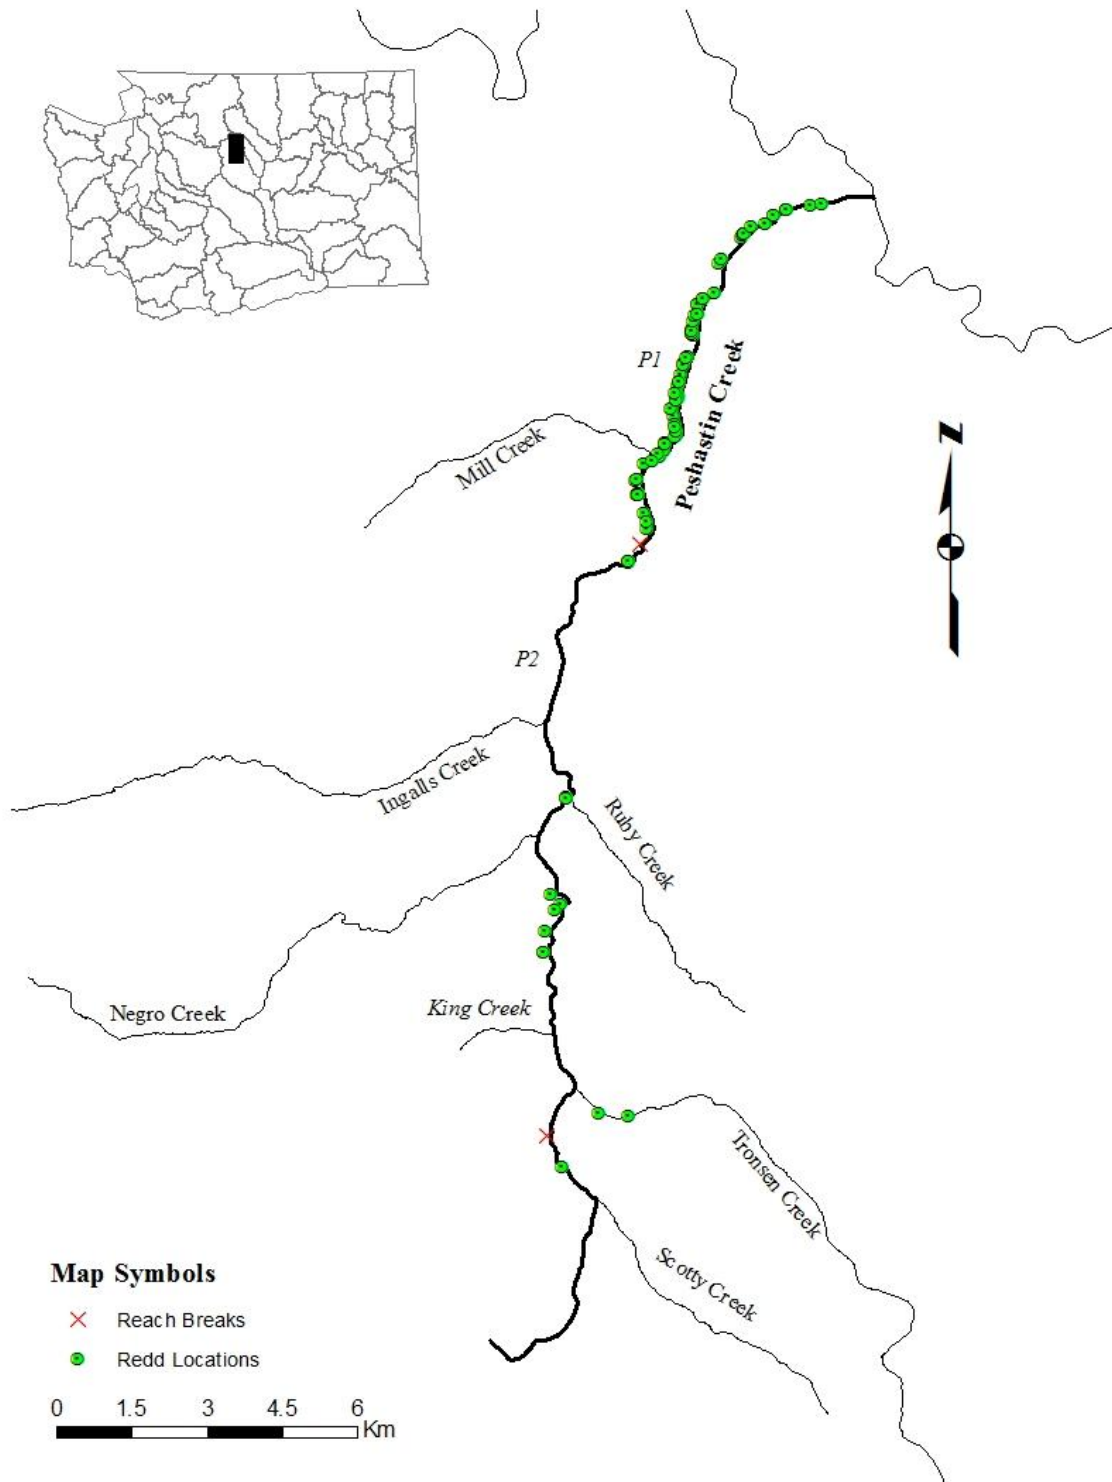 P1
Peshastin Creek
Mill Creek
N
P2
Ingalls Creek
Ruby Creek
Negro Creek
King Creek
Tronsen Creek
Scotty Creek
Map Symbols
Reach Breaks
Redd Locations
0 1.5 3 4.5 6
Km